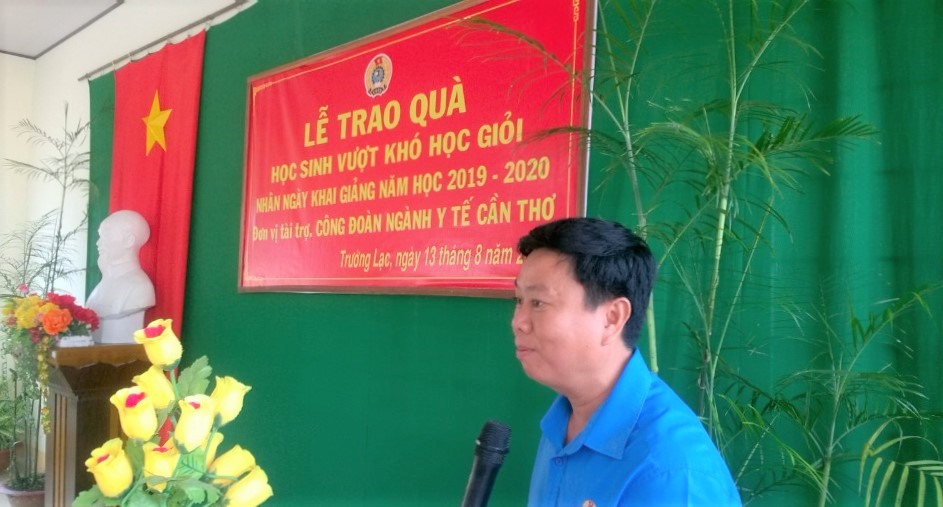 LỄ TRAO QUÀ
HỌC SINH VƯỢT KHÓ HỌC GIỎI
NHÂN NGÀY KHAI GIẢNG NĂM HỌC 2019 - 2020
Đơn vị tài trợ. CÔNG ĐOÀN NGÀNH Y TẾ CẦN THƠ
Trường Lạc, ngày 13 tháng 8 năm 2